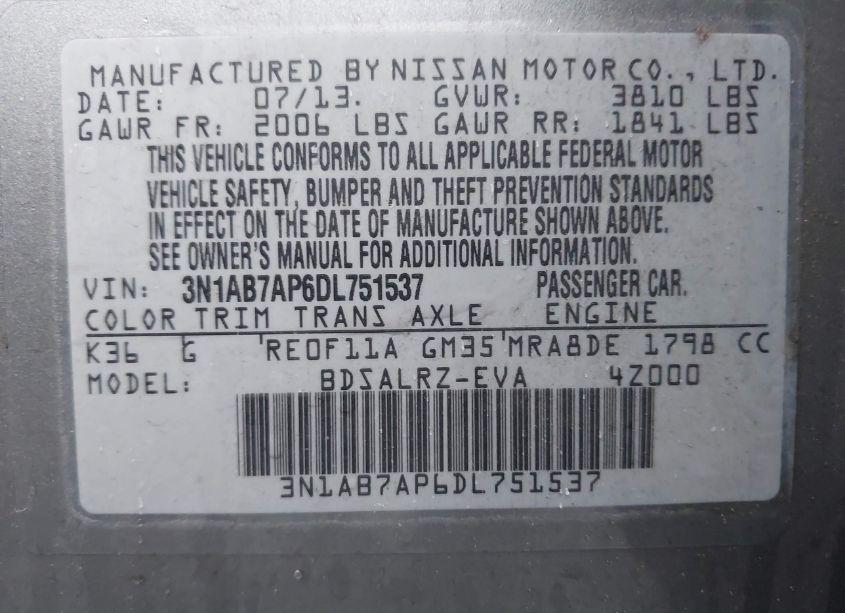 MANUFACTURED BY NISSAN MOTOR CO., LTD.
DATE: 07/13. GVWR: 3810 LBS
GAWR FR: 2006 LBS GAWR RR: 1841 LBS
THIS VEHICLE CONFORMS TO ALL APPLICABLE FEDERAL MOTOR
VEHICLE SAFETY, BUMPER AND THEFT PREVENTION STANDARDS
IN EFFECT ON THE DATE OF MANUFACTURE SHOWN ABOVE.
SEE OWNER'S MANUAL FOR ADDITIONAL INFORMATION.
VIN: 3N1AB7AP6DL751537 PASSENGER CAR.
COLOR TRIM TRANS AXLE ENGINE
K36 G 'RE0F11A GM35'MRA8DE 1798 CC
MODEL: BDSALRZ-EVA 4Z000
3N1AB7AP6DL751537